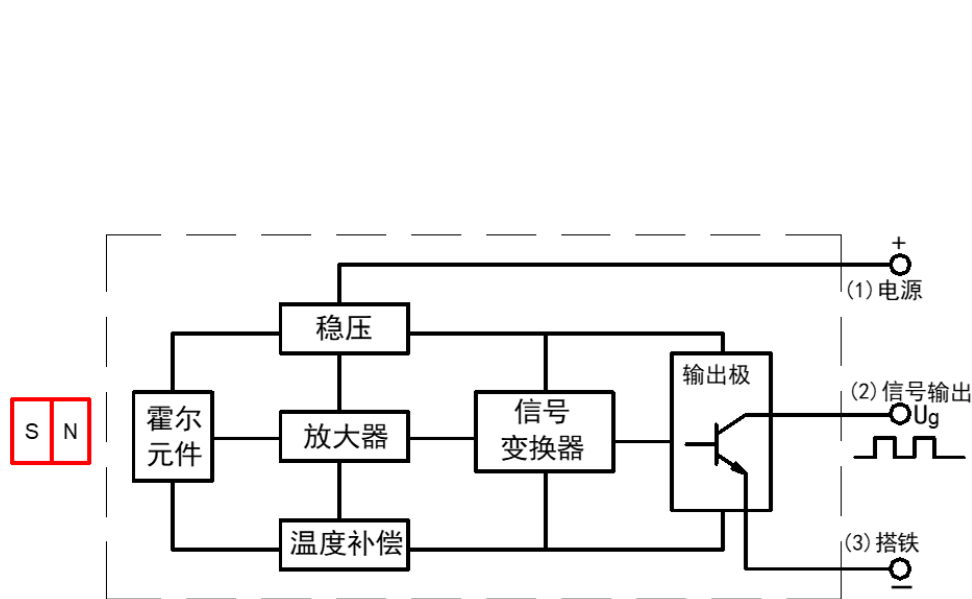 +
(1)电源
稳压
输出极
(2)信号输出
Ug
霍尔
元件
放大器
信号
变换器
S N
温度补偿
(3)搭铁
−